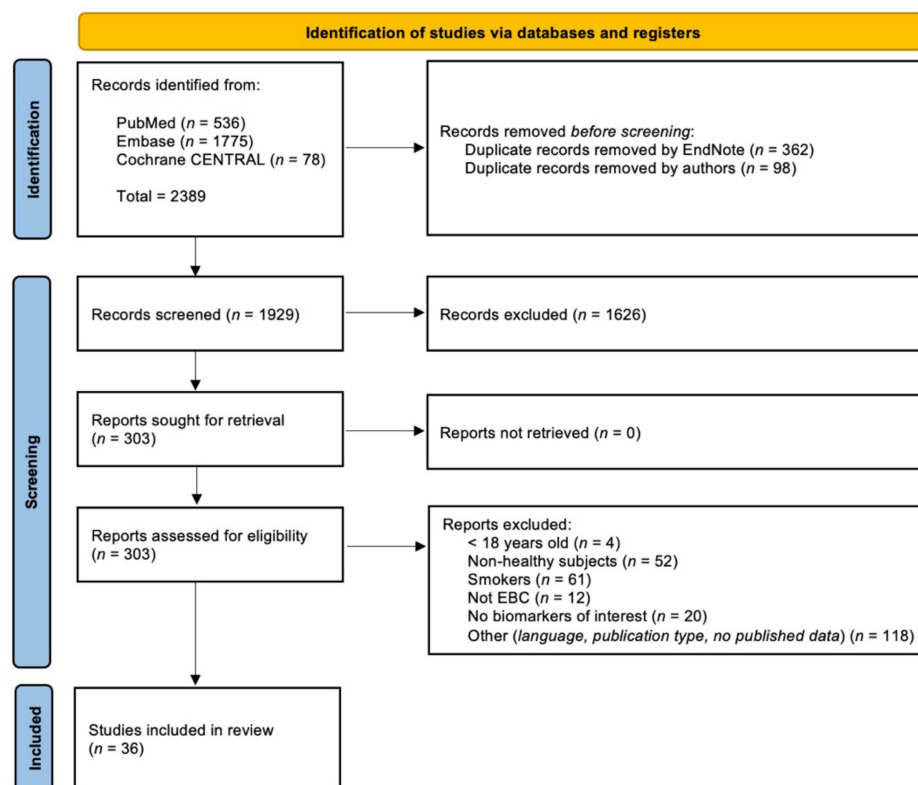 Identification of studies via databases and registers
Identification
Records identified from:
PubMed (n = 536)
Embase (n = 1775)
Cochrane CENTRAL (n = 78)
Total = 2389
Records removed before screening:
Duplicate records removed by EndNote (n = 362)
Duplicate records removed by authors (n = 98)
Screening
Records screened (n = 1929)
Records excluded (n = 1626)
Reports sought for retrieval
(n = 303)
Reports not retrieved (n = 0)
Reports assessed for eligibility
(n = 303)
Reports excluded:
< 18 years old (n = 4)
Non-healthy subjects (n = 52)
Smokers (n = 61)
Not EBC (n = 12)
No biomarkers of interest (n = 20)
Other (language, publication type, no published data) (n = 118)
Included
Studies included in review
(n = 36)